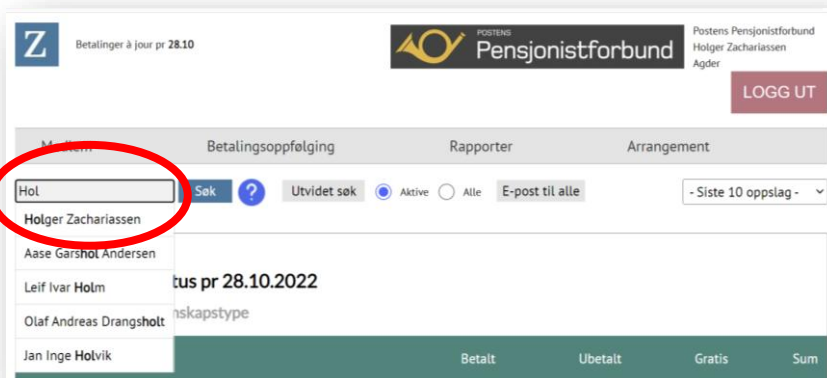 Z
Betalinger à jour pr 28.10
POSTENS
Pensjonistforbund
Postens Pensjonistforbund
Holger Zachariassen
Agder
LOGG UT
Medlem Betalingsoppfølging Rapporter Arrangement
Hol Søk ? Utvidet søk Aktive Alle E-post til alle - Siste 10 oppslag -
Holger Zachariassen
Aase Garshol Andersen
Leif Ivar Holm
tus pr 28.10.2022
Olaf Andreas Drangsholt
nskapstype
Jan Inge Holvik
Betalt Ubetalt Gratis Sum